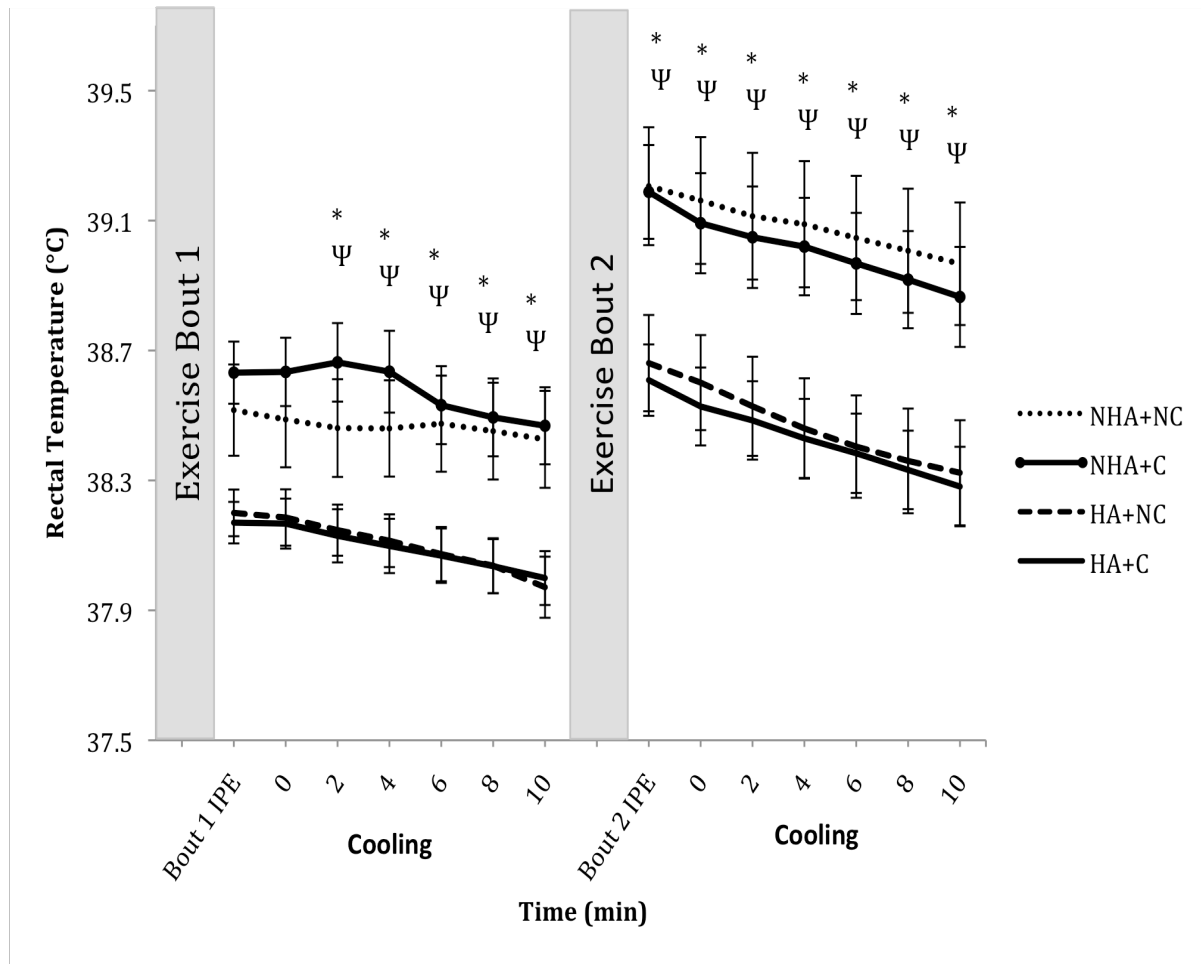 Rectal Temperature (°C)
39.5
39.1
38.7
38.3
37.9
37.5
Exercise Bout 1
* * * * *
Ψ Ψ Ψ Ψ Ψ
Exercise Bout 2
* * * * * * *
Ψ Ψ Ψ Ψ Ψ Ψ Ψ
NHA+NC
NHA+C
HA+NC
HA+C
Bout 1 IPE 0 2 4 6 8 10
Cooling
Bout 2 IPE 0 2 4 6 8 10
Cooling
Time (min)